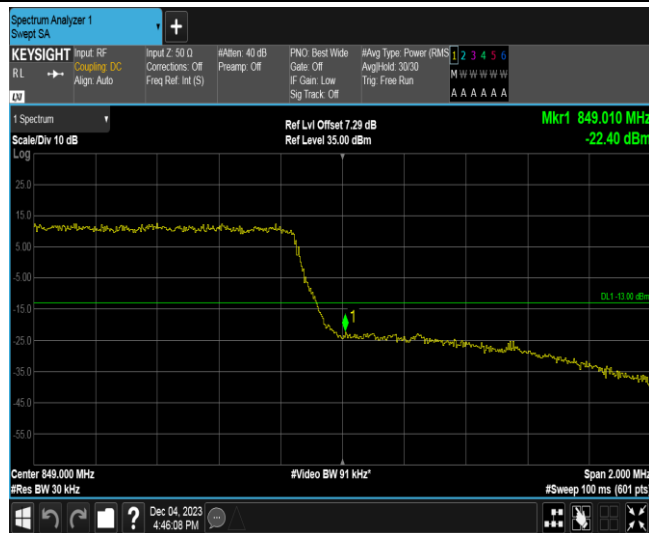 Spectrum Analyzer 1
Swept SA
+
KEYSIGHT
RL
LXI
Input: RF
Coupling: DC
Align: Auto
Input Z: 50 Ω
Corrections: Off
Freq Ref: Int (S)
#Atten: 40 dB
Preamp: Off
PNO: Best Wide
Gate: Off
IF Gain: Low
Sig Track: Off
#Avg Type: Power (RMS
Avg|Hold: 30/30
Trig: Free Run
1 2 3 4 5 6
M W W W W W
A A A A A A
1 Spectrum
Scale/Div 10 dB
Log
Ref Lvl Offset 7.29 dB
Ref Level 35.00 dBm
Mkr1 849.010 MHz
-22.40 dBm
25.0
15.0
5.00
-5.00
DL1 -13.00 dBm
-15.0
1
-25.0
-35.0
-45.0
-55.0
Center 849.000 MHz
#Video BW 91 kHz*
Span 2.000 MHz
#Res BW 30 kHz
#Sweep 100 ms (601 pts)
?
Dec 04, 2023
4:46:08 PM